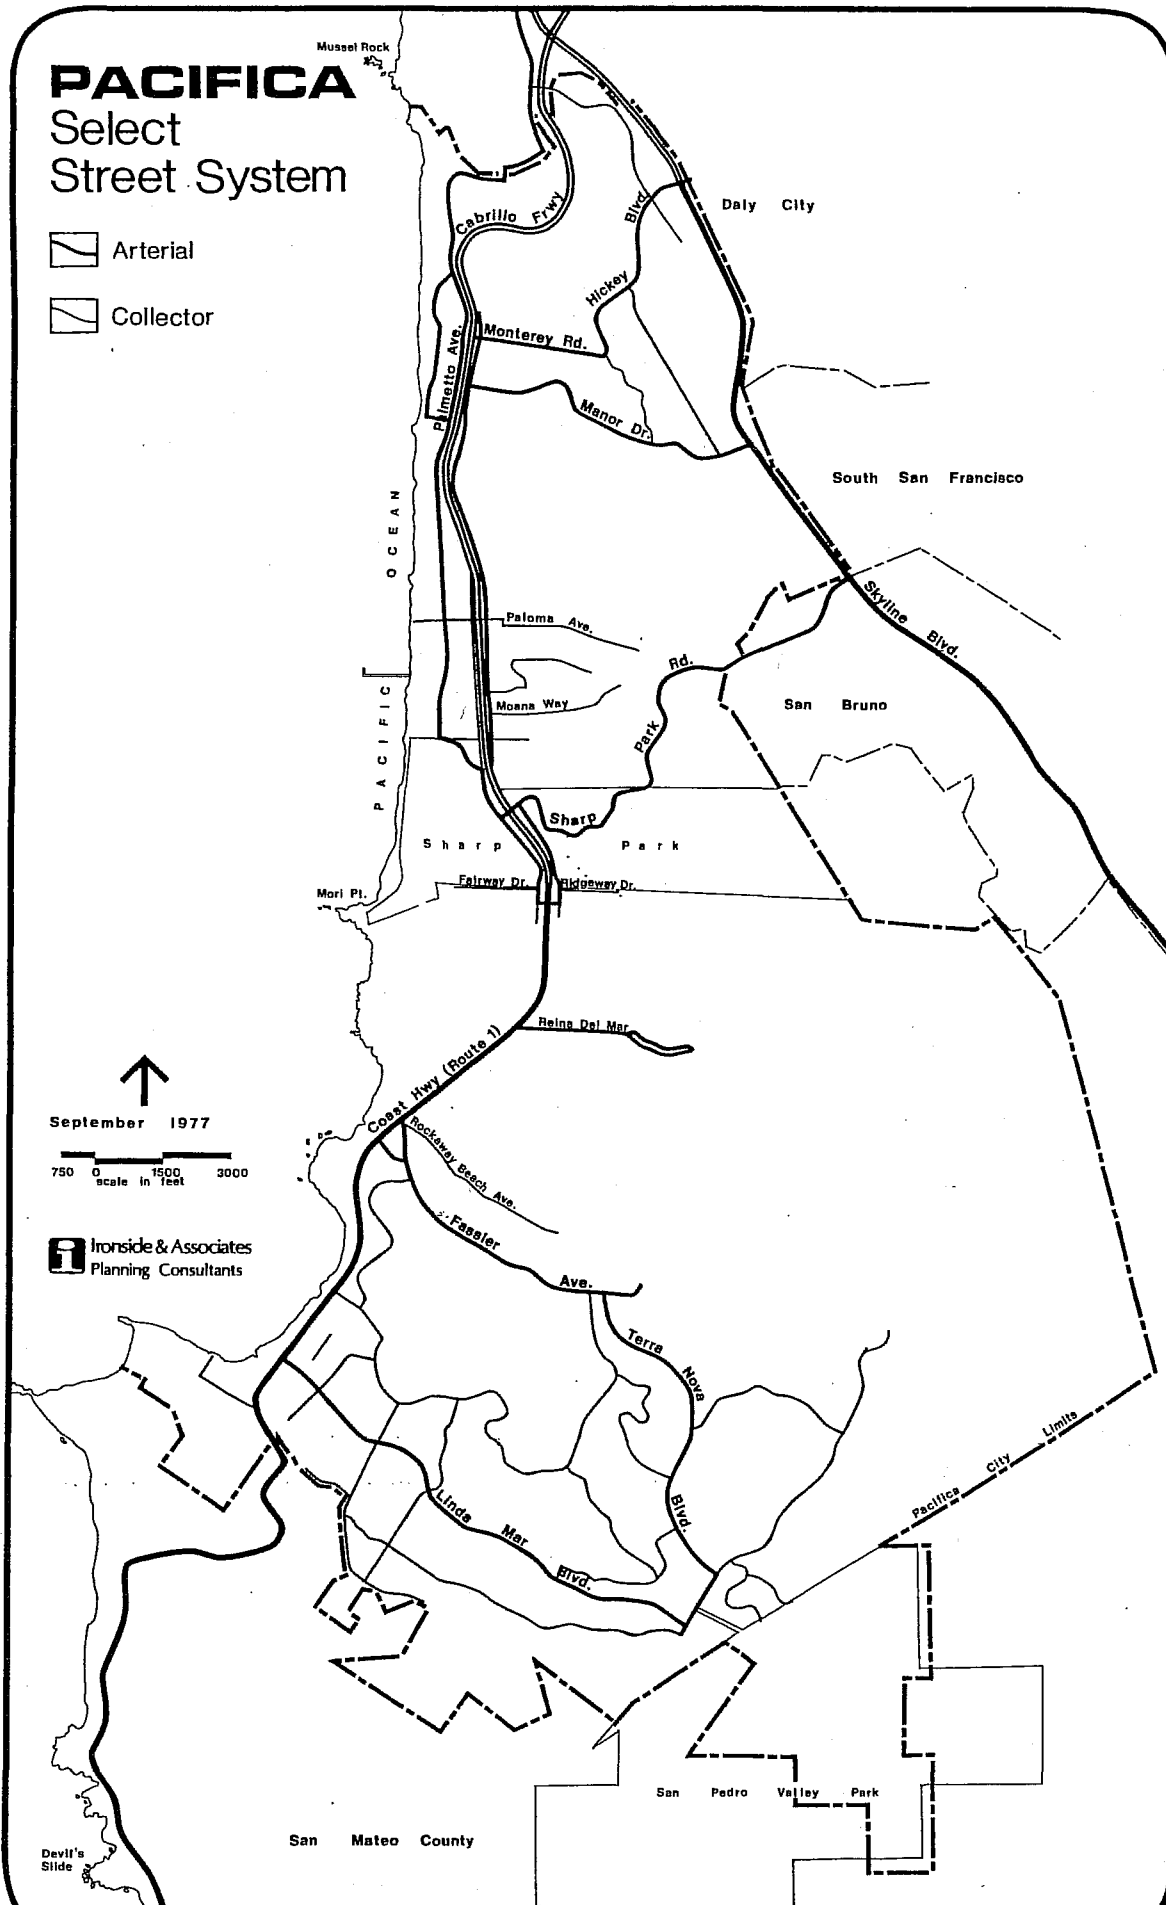 Mussel Rock
PACIFICA
Select
Street System
Arterial
Collector
Daly City
Cabrillo Frwy
Hickey Blvd.
Palmetto Ave.
Monterey Rd.
Manor Dr.
South San Francisco
PACIFIC OCEAN
Skyline Blvd.
Paloma Ave.
San Bruno
Moana Way
Sharp Park Rd.
Sharp Park
Fairway Dr.
Ridgeway Dr.
Mori Pt.
Reina Del Mar
Coast Hwy (Route 1)
September 1977
750 0 1500 3000
scale in feet
Rockaway Beach Ave.
Fassler Ave.
i Ironside & Associates
Planning Consultants
Terra Nova Blvd.
Linda Mar Blvd.
Pacifica City Limits
San Pedro Valley Park
San Mateo County
Devil's
Slide